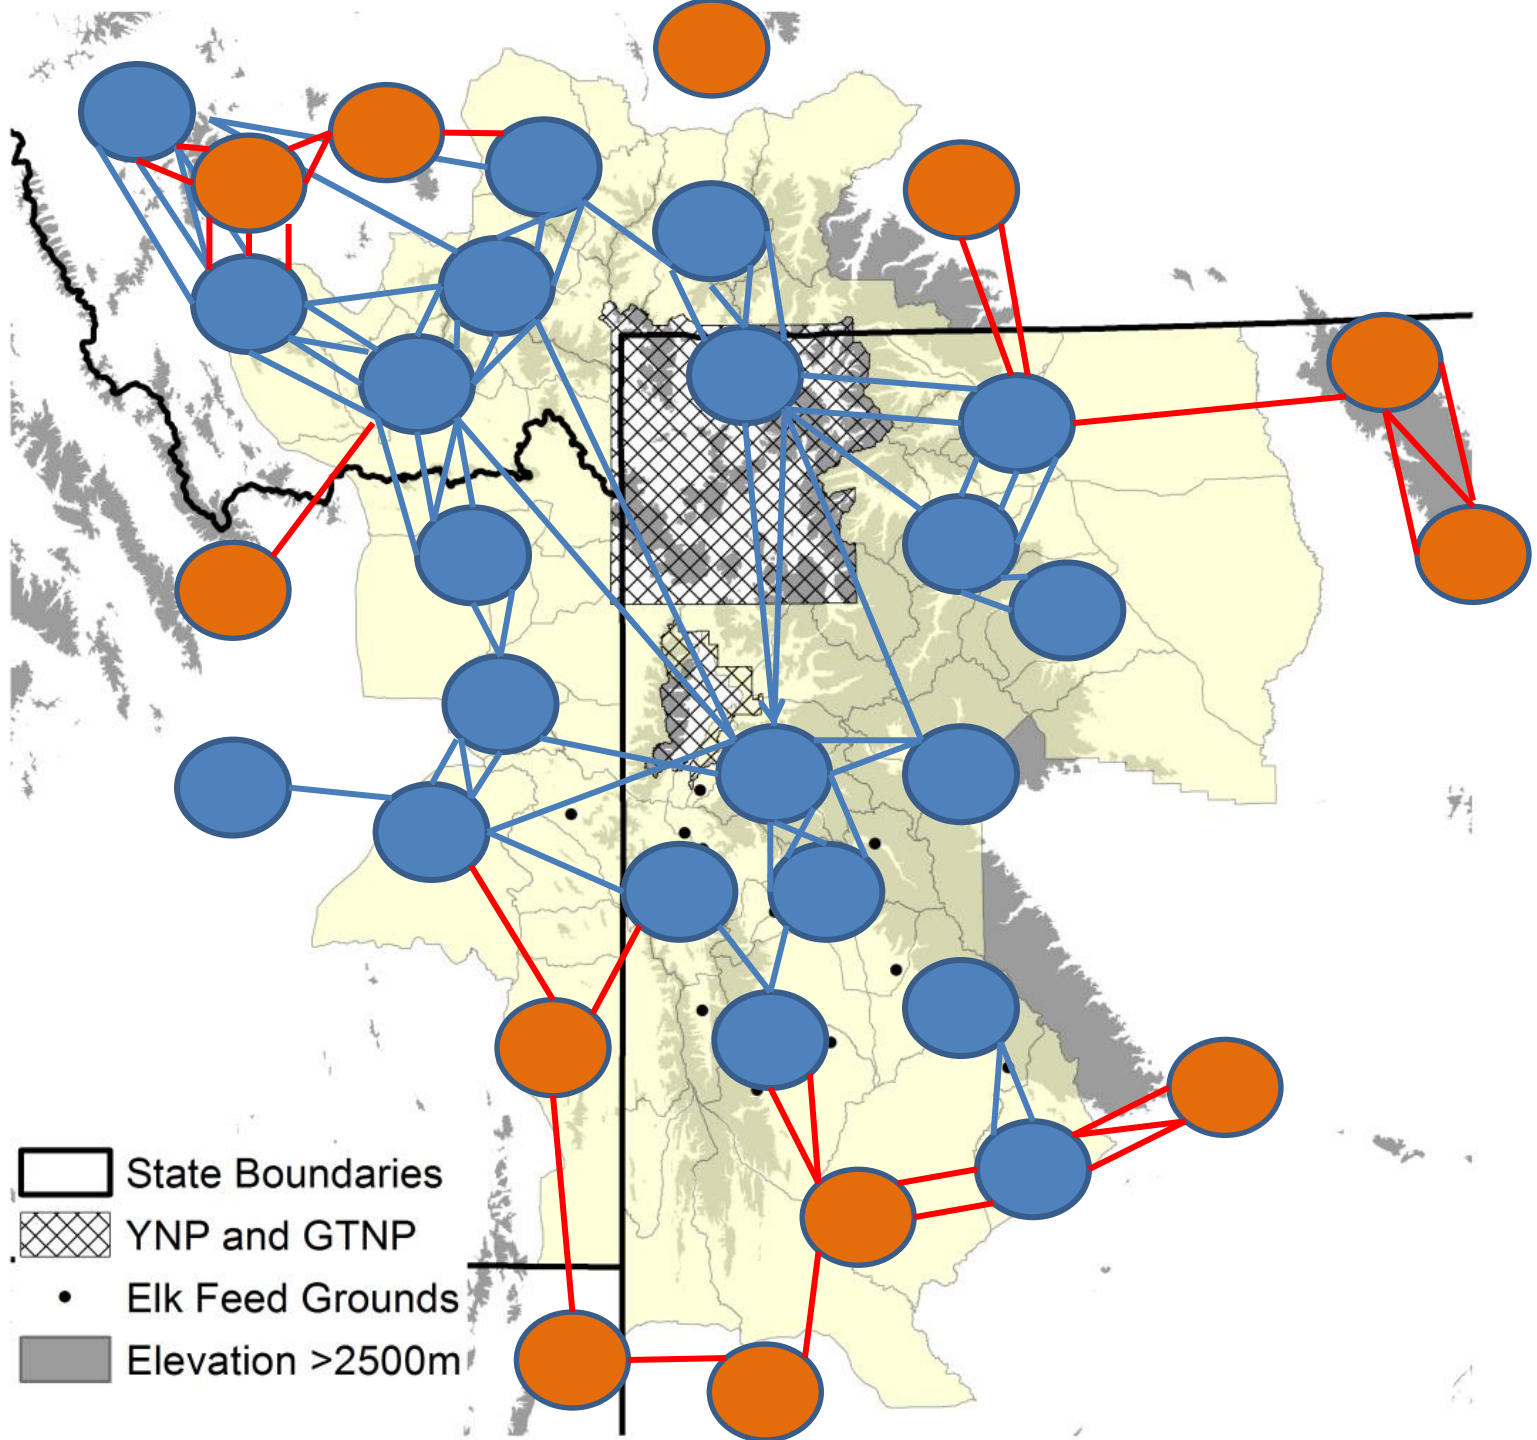 State Boundaries
YNP and GTNP
Elk Feed Grounds
Elevation >2500m